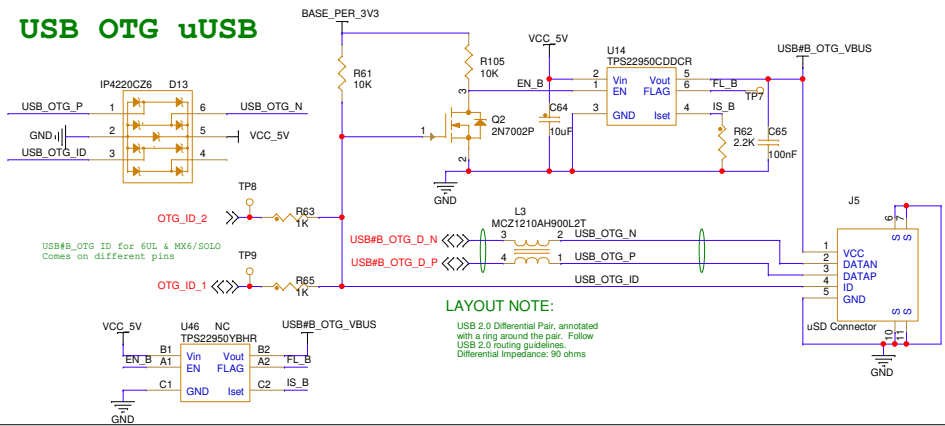 USB OTG uUSB
BASE_PER_3V3
R61
10K
R105
10K
EN_B
3
1
Q2
2N7002P
2
VCC_5V
C64
10uF
U14
TPS22950CDDCR
2 Vin Vout 5
1 EN FLAG 6 FL_B
TP7
3 GND Iset 4 IS_B
R62
2.2K
C65
100nF
USB#B_OTG_VBUS
GND
IP4220CZ6 D13
USB_OTG_P 1 6 USB_OTG_N
GND 2 5 VCC_5V
USB_OTG_ID 3 4
TP8
OTG_ID_2
R63
1K
USB#B_OTG ID for 6UL & MX6/SOLO
Comes on different pins
TP9
OTG_ID_1
R65
1K
L3
MCZ1210AH900L2T
USB#B_OTG_D_N 3 2 USB_OTG_N
USB#B_OTG_D_P 4 1 USB_OTG_P
USB_OTG_ID
J5
6 7
S S
1 VCC
2 DATAN
3 DATAP
4 ID
5 GND
S S
10 11
uSD Connector
GND
LAYOUT NOTE:
USB 2.0 Differential Pair, annotated
with a ring around the pair. Follow
USB 2.0 routing guidelines.
Differential Impedance: 90 ohms
VCC_5V
U46 NC
TPS22950YBHR
USB#B_OTG_VBUS
B1 Vin Vout B2
EN_B A1 EN FLAG A2 FL_B
C1 GND Iset C2 IS_B
GND